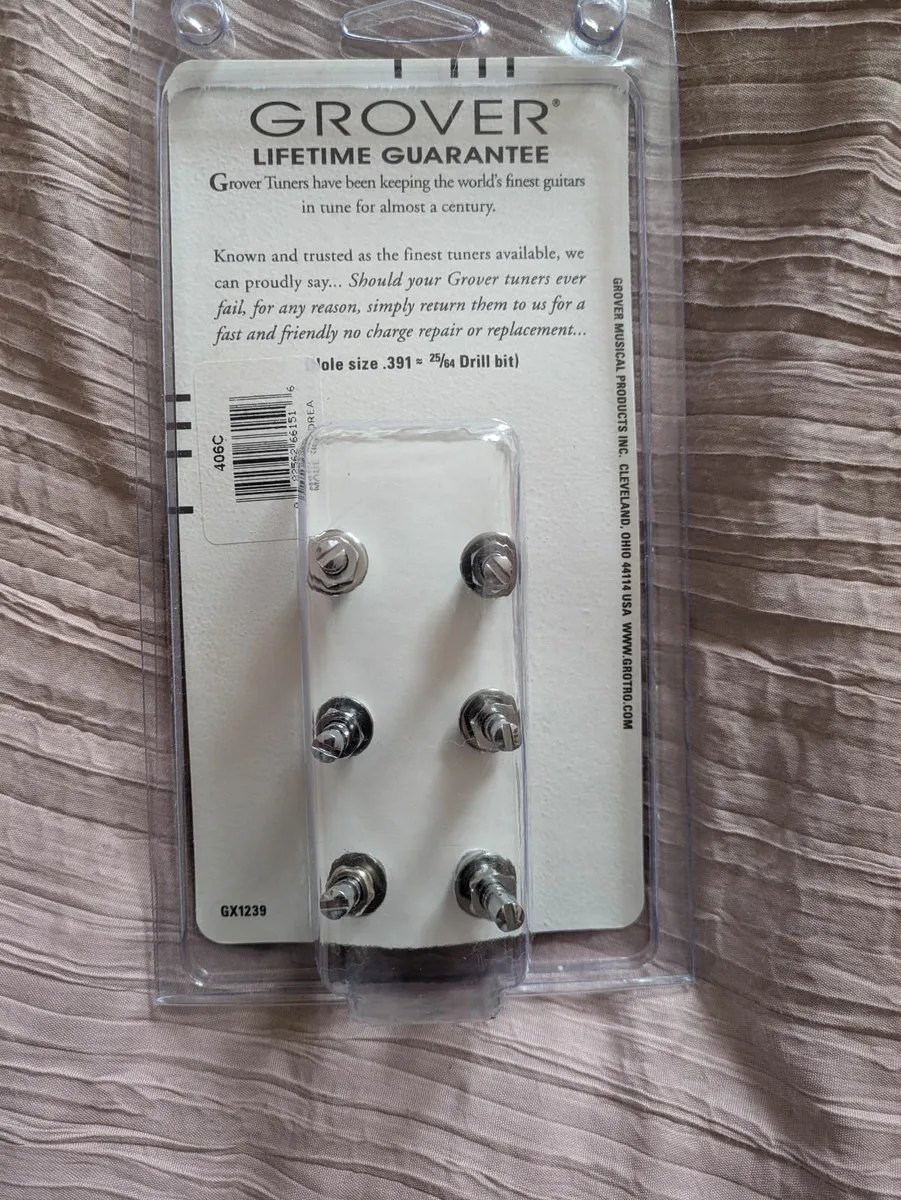 GROVER®
LIFETIME GUARANTEE
Grover Tuners have been keeping the world's finest guitars
in tune for almost a century.
Known and trusted as the finest tuners available, we
can proudly say... Should your Grover tuners ever
fail, for any reason, simply return them to us for a
fast and friendly no charge repair or replacement...
Hole size .391 ≈ 25/64 Drill bit)
406C
GROVER MUSICAL PRODUCTS INC. CLEVELAND, OHIO 44114 USA WWW.GROTRO.COM
GX1239